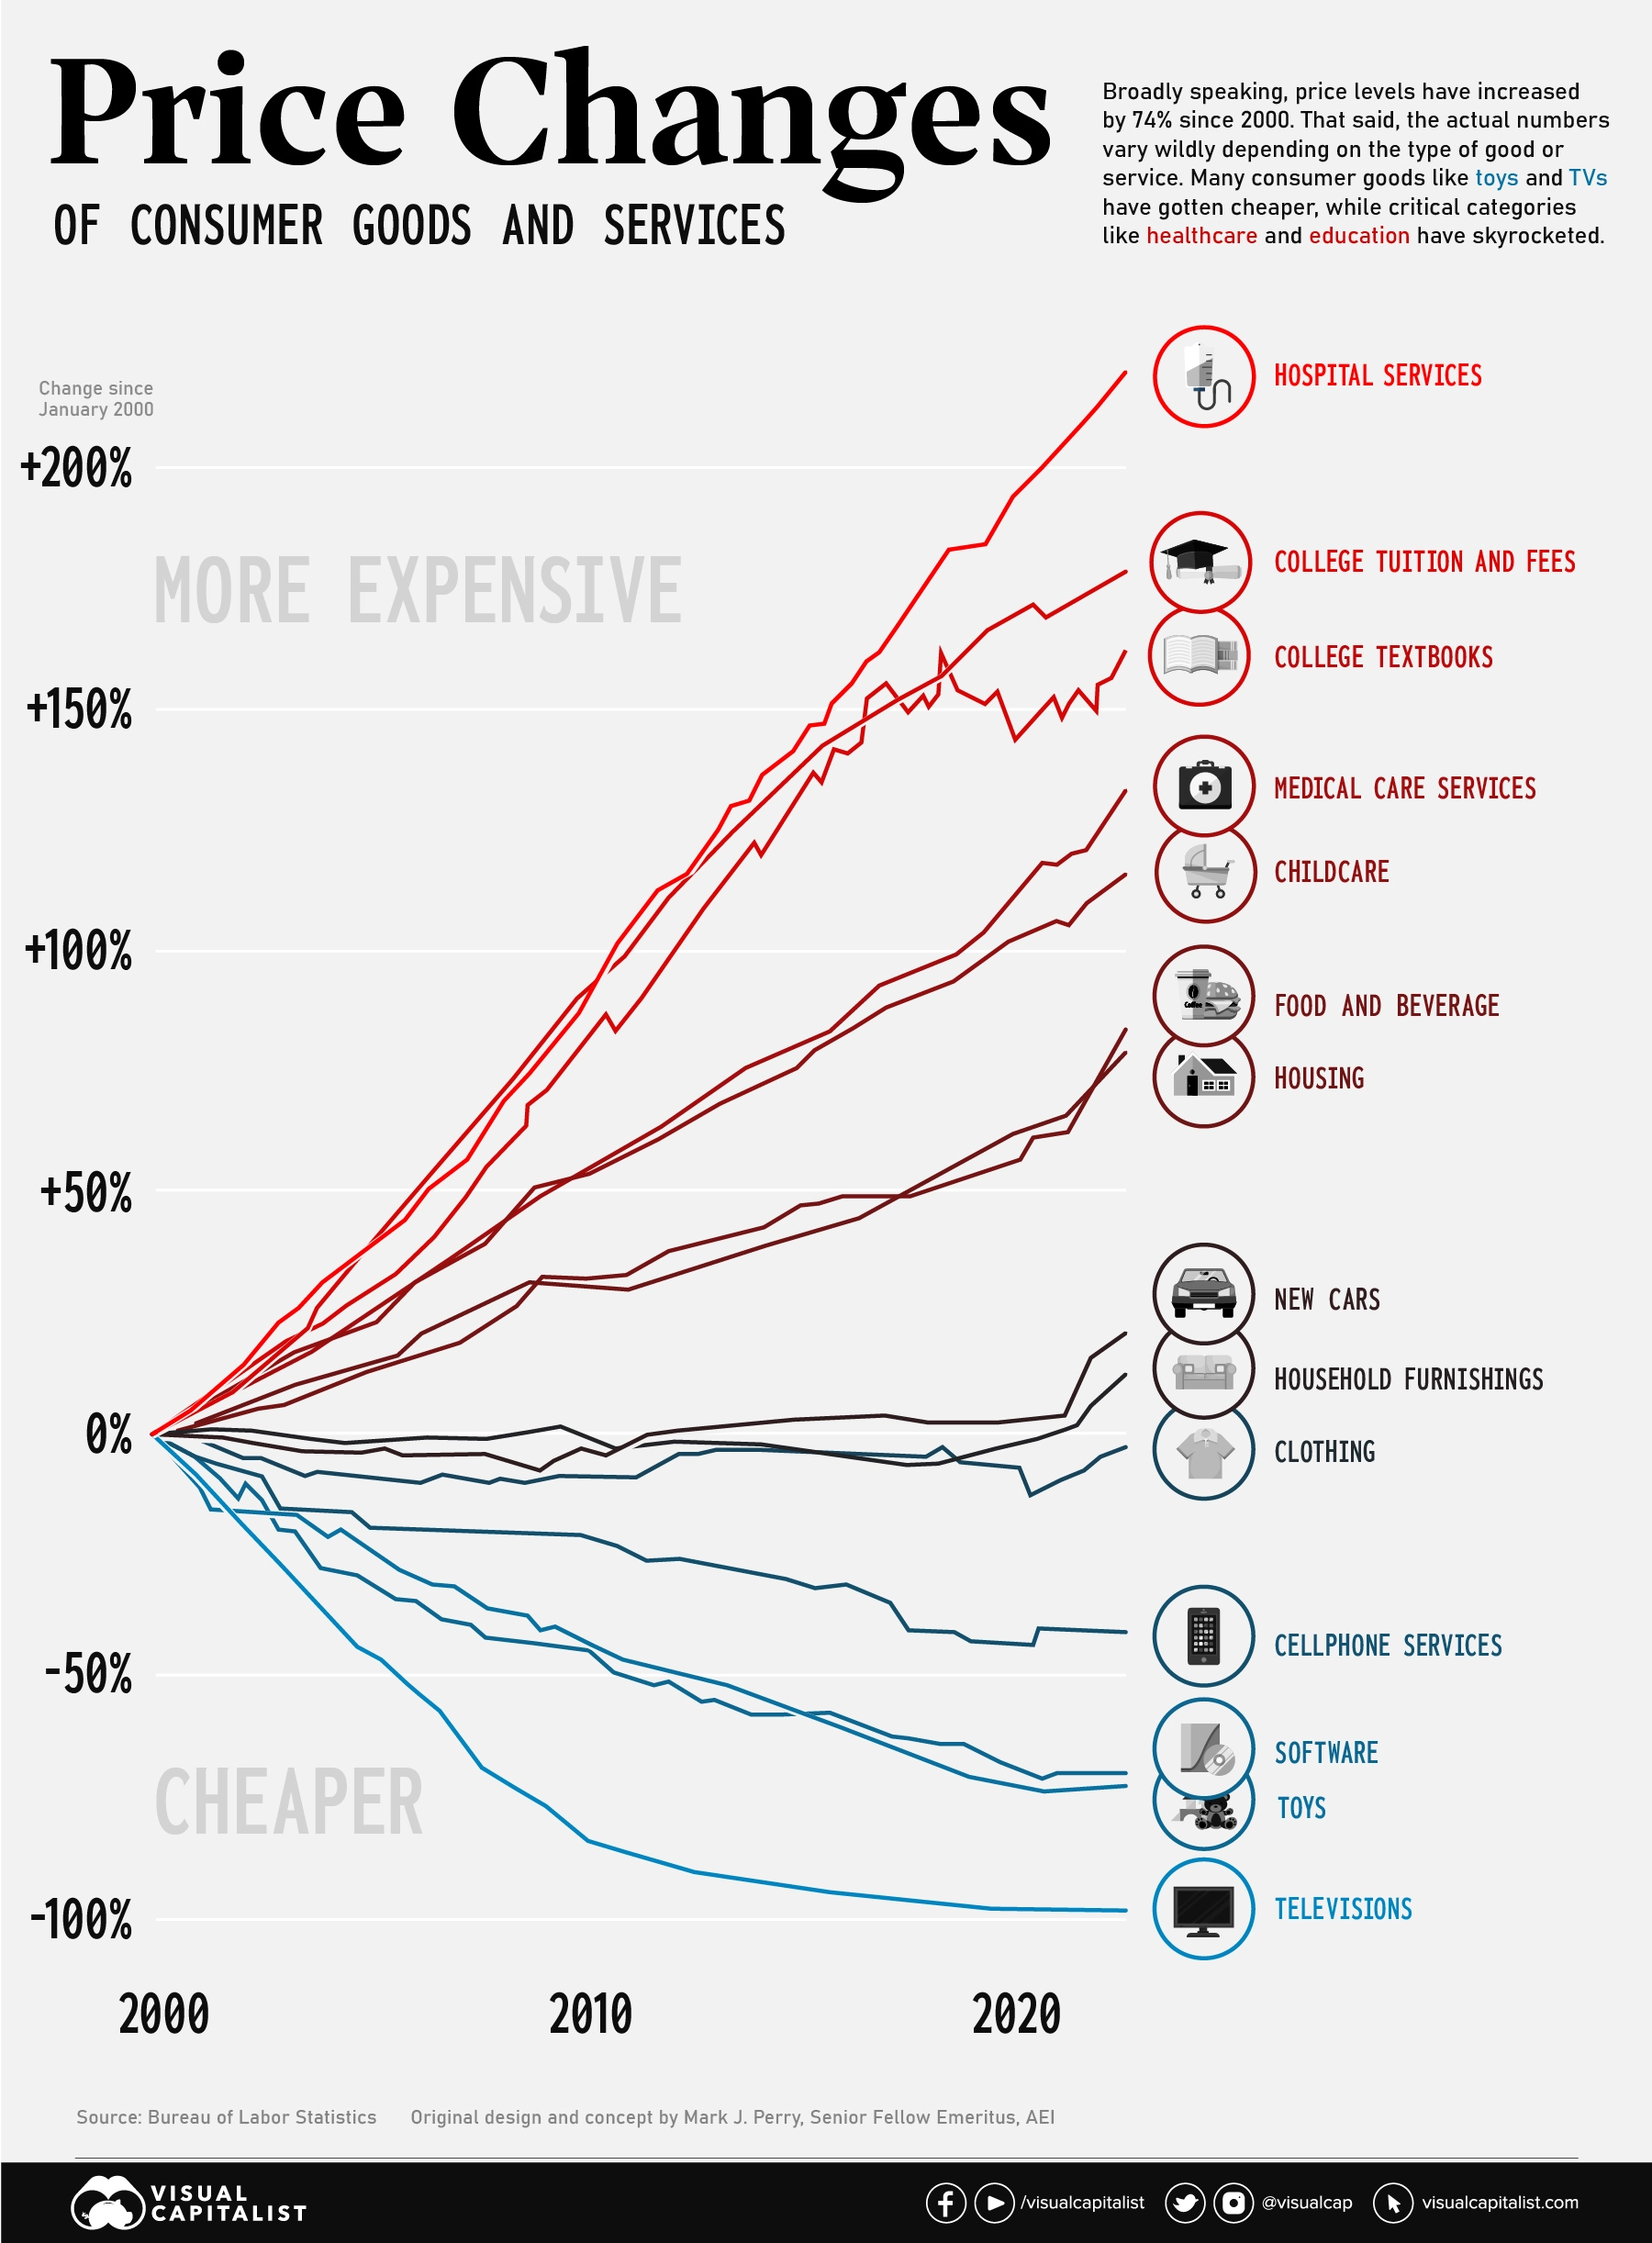 Price Changes
OF CONSUMER GOODS AND SERVICES
Broadly speaking, price levels have increased
by 74% since 2000. That said, the actual numbers
vary wildly depending on the type of good or
service. Many consumer goods like toys and TVs
have gotten cheaper, while critical categories
like healthcare and education have skyrocketed.
Change since
January 2000
+200%
+150%
+100%
+50%
0%
-50%
-100%
MORE EXPENSIVE
CHEAPER
HOSPITAL SERVICES
COLLEGE TUITION AND FEES
COLLEGE TEXTBOOKS
MEDICAL CARE SERVICES
CHILDCARE
Coffee
FOOD AND BEVERAGE
HOUSING
NEW CARS
HOUSEHOLD FURNISHINGS
CLOTHING
CELLPHONE SERVICES
SOFTWARE
TOYS
TELEVISIONS
2000 2010 2020
Source: Bureau of Labor Statistics Original design and concept by Mark J. Perry, Senior Fellow Emeritus, AEI
VISUAL
CAPITALIST
/visualcapitalist @visualcap visualcapitalist.com